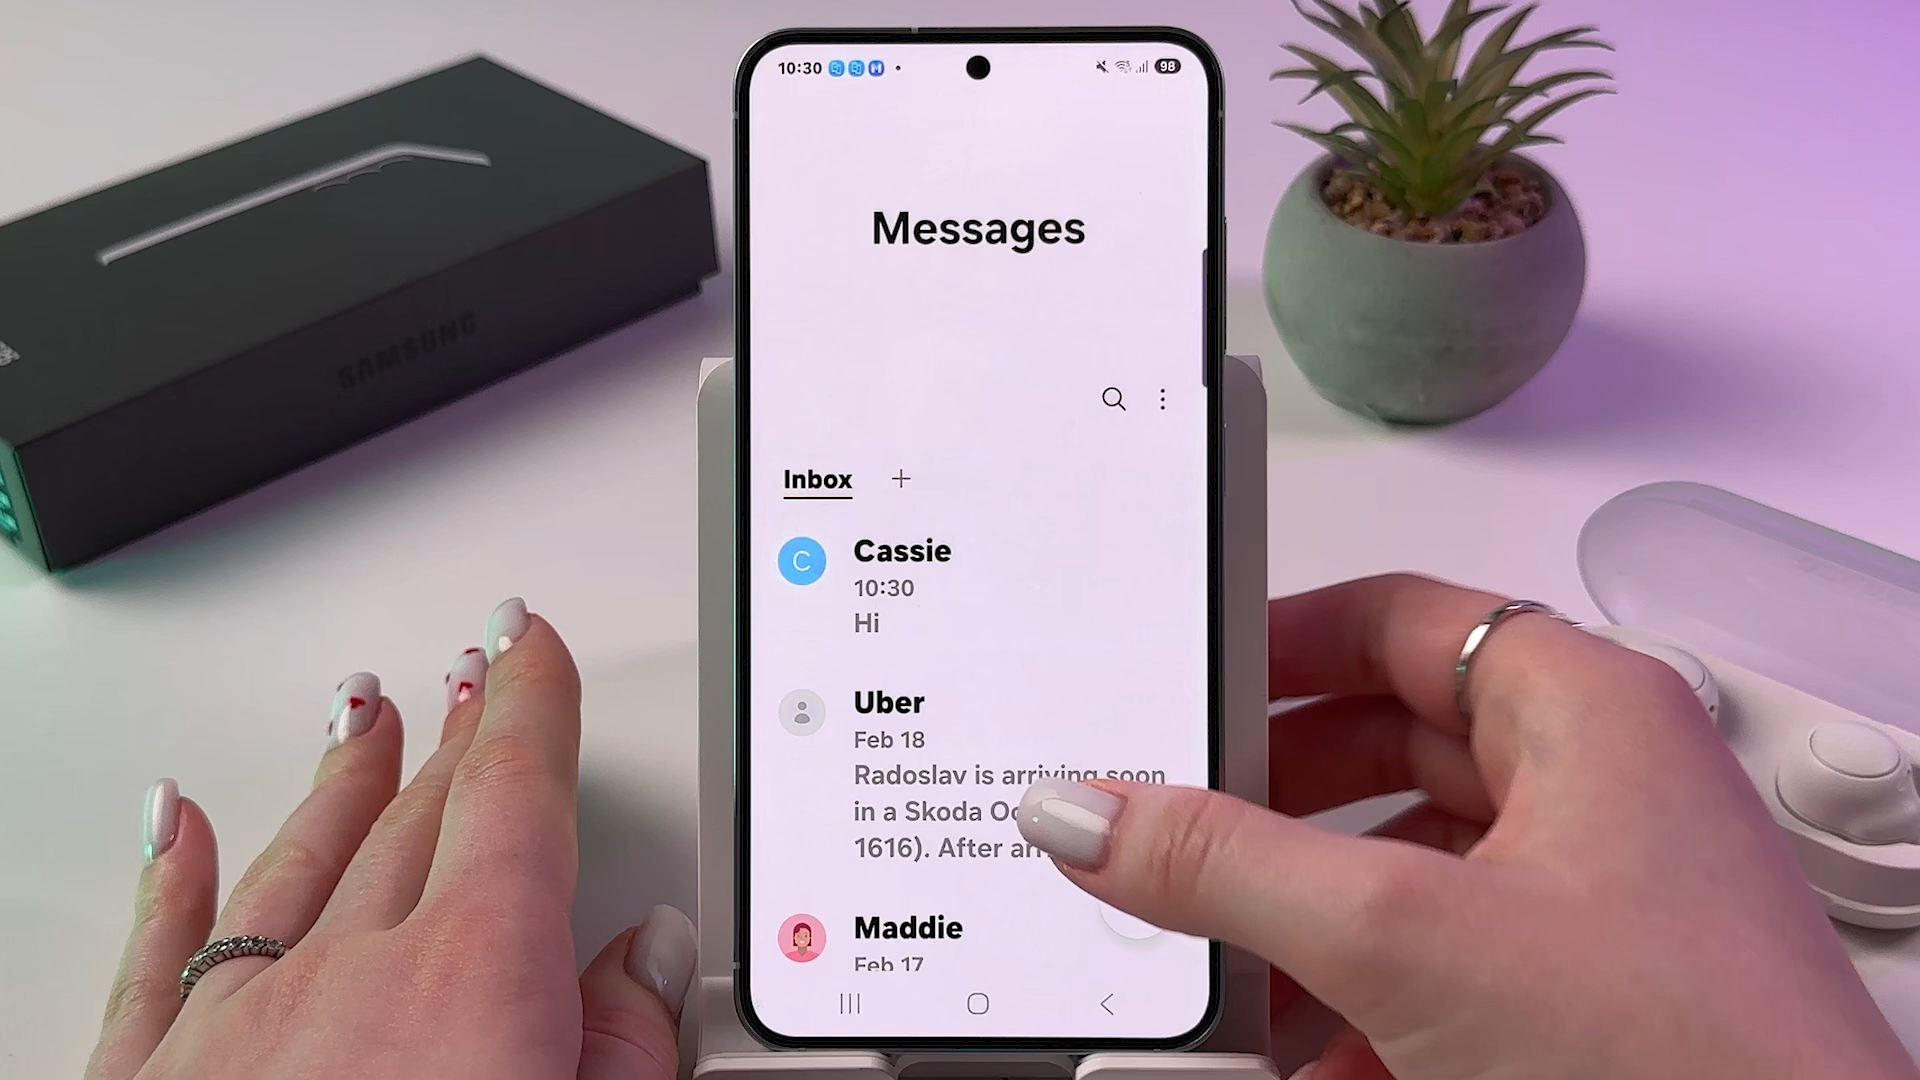 10:30
98
Messages
SAMSUNG
Inbox +
C
Cassie
10:30
Hi
Uber
Feb 18
Radoslav is arriving soon
in a Skoda
1616). After
Maddie
Feb 17